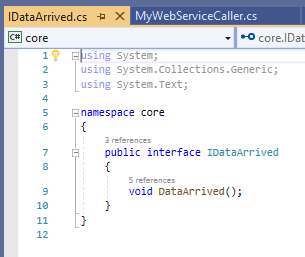 IDataArrived.cs MyWebServiceCaller.cs
C# core core.IData
1 using System;
2 using System.Collections.Generic;
3 using System.Text;
4
5 namespace core
6 {
3 references
7 public interface IDataArrived
8 {
5 references
9 void DataArrived();
10 }
11 }
12